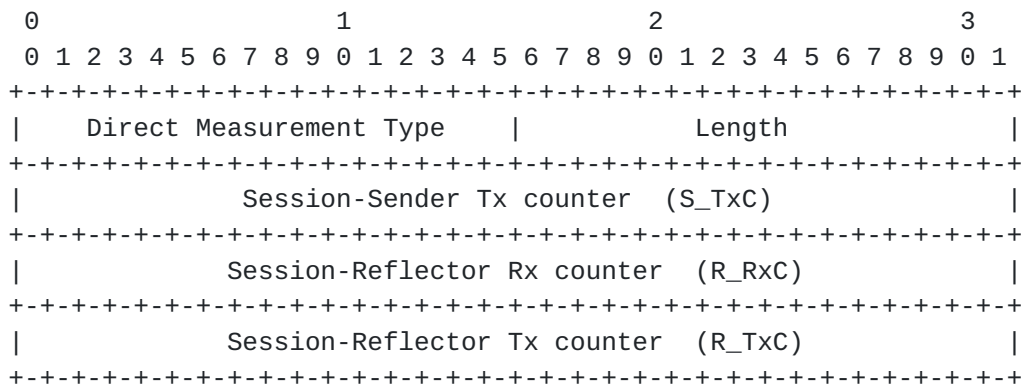 0                   1                   2                   3
0 1 2 3 4 5 6 7 8 9 0 1 2 3 4 5 6 7 8 9 0 1 2 3 4 5 6 7 8 9 0 1
+-+-+-+-+-+-+-+-+-+-+-+-+-+-+-+-+-+-+-+-+-+-+-+-+-+-+-+-+-+-+-+-+
|    Direct Measurement Type    |           Length              |
+-+-+-+-+-+-+-+-+-+-+-+-+-+-+-+-+-+-+-+-+-+-+-+-+-+-+-+-+-+-+-+-+
|              Session-Sender Tx counter  (S_TxC)               |
+-+-+-+-+-+-+-+-+-+-+-+-+-+-+-+-+-+-+-+-+-+-+-+-+-+-+-+-+-+-+-+-+
|             Session-Reflector Rx counter  (R_RxC)             |
+-+-+-+-+-+-+-+-+-+-+-+-+-+-+-+-+-+-+-+-+-+-+-+-+-+-+-+-+-+-+-+-+
|             Session-Reflector Tx counter  (R_TxC)             |
+-+-+-+-+-+-+-+-+-+-+-+-+-+-+-+-+-+-+-+-+-+-+-+-+-+-+-+-+-+-+-+-+